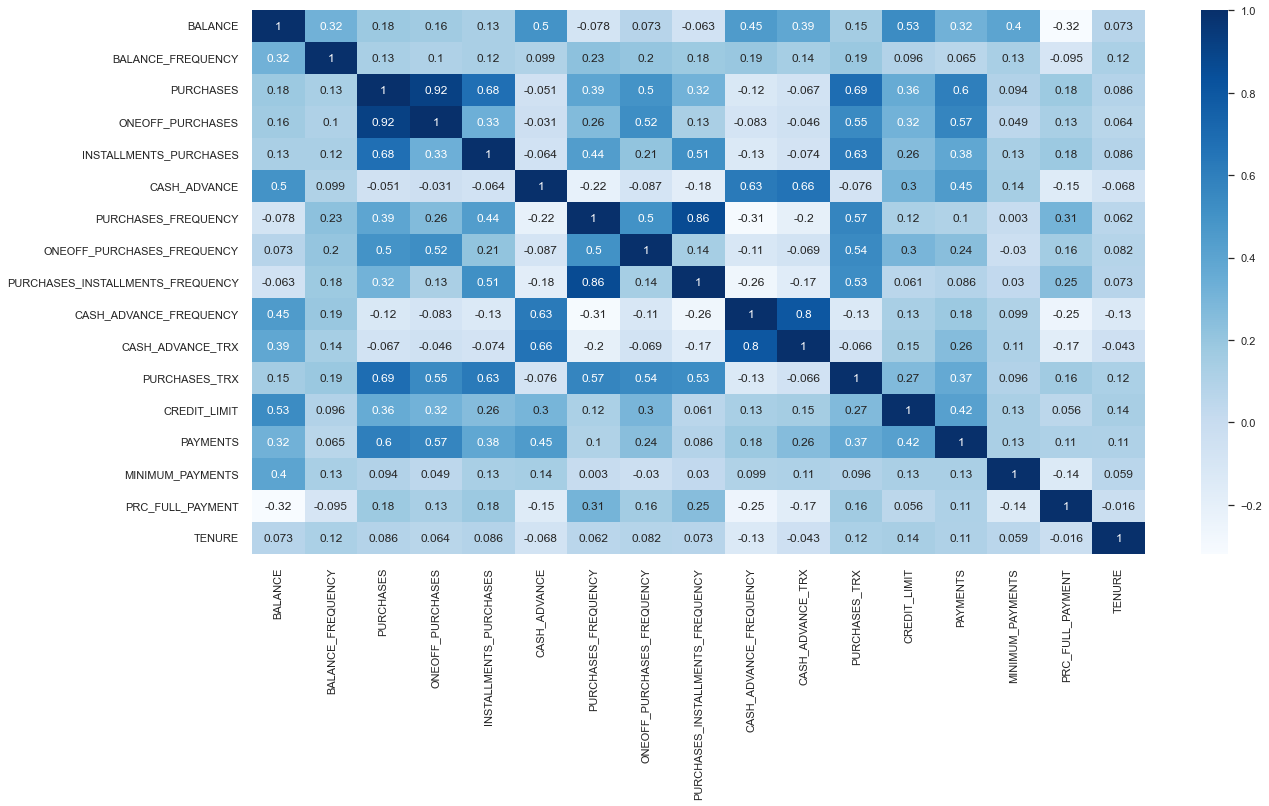 BALANCE 1 0.32 0.18 0.16 0.13 0.5 -0.078 0.073 -0.063 0.45 0.39 0.15 0.53 0.32 0.4 -0.32 0.073
BALANCE_FREQUENCY 0.32 1 0.13 0.1 0.12 0.099 0.23 0.2 0.18 0.19 0.14 0.19 0.096 0.065 0.13 -0.095 0.12
PURCHASES 0.18 0.13 1 0.92 0.68 -0.051 0.39 0.5 0.32 -0.12 -0.067 0.69 0.36 0.6 0.094 0.18 0.086
ONEOFF_PURCHASES 0.16 0.1 0.92 1 0.33 -0.031 0.26 0.52 0.13 -0.083 -0.046 0.55 0.32 0.57 0.049 0.13 0.064
INSTALLMENTS_PURCHASES 0.13 0.12 0.68 0.33 1 -0.064 0.44 0.21 0.51 -0.13 -0.074 0.63 0.26 0.38 0.13 0.18 0.086
CASH_ADVANCE 0.5 0.099 -0.051 -0.031 -0.064 1 -0.22 -0.087 -0.18 0.63 0.66 -0.076 0.3 0.45 0.14 -0.15 -0.068
PURCHASES_FREQUENCY -0.078 0.23 0.39 0.26 0.44 -0.22 1 0.5 0.86 -0.31 -0.2 0.57 0.12 0.1 0.003 0.31 0.062
ONEOFF_PURCHASES_FREQUENCY 0.073 0.2 0.5 0.52 0.21 -0.087 0.5 1 0.14 -0.11 -0.069 0.54 0.3 0.24 -0.03 0.16 0.082
PURCHASES_INSTALLMENTS_FREQUENCY -0.063 0.18 0.32 0.13 0.51 -0.18 0.86 0.14 1 -0.26 -0.17 0.53 0.061 0.086 0.03 0.25 0.073
CASH_ADVANCE_FREQUENCY 0.45 0.19 -0.12 -0.083 -0.13 0.63 -0.31 -0.11 -0.26 1 0.8 -0.13 0.13 0.18 0.099 -0.25 -0.13
CASH_ADVANCE_TRX 0.39 0.14 -0.067 -0.046 -0.074 0.66 -0.2 -0.069 -0.17 0.8 1 -0.066 0.15 0.26 0.11 -0.17 -0.043
PURCHASES_TRX 0.15 0.19 0.69 0.55 0.63 -0.076 0.57 0.54 0.53 -0.13 -0.066 1 0.27 0.37 0.096 0.16 0.12
CREDIT_LIMIT 0.53 0.096 0.36 0.32 0.26 0.3 0.12 0.3 0.061 0.13 0.15 0.27 1 0.42 0.13 0.056 0.14
PAYMENTS 0.32 0.065 0.6 0.57 0.38 0.45 0.1 0.24 0.086 0.18 0.26 0.37 0.42 1 0.13 0.11 0.11
MINIMUM_PAYMENTS 0.4 0.13 0.094 0.049 0.13 0.14 0.003 -0.03 0.03 0.099 0.11 0.096 0.13 0.13 1 -0.14 0.059
PRC_FULL_PAYMENT -0.32 -0.095 0.18 0.13 0.18 -0.15 0.31 0.16 0.25 -0.25 -0.17 0.16 0.056 0.11 -0.14 1 -0.016
TENURE 0.073 0.12 0.086 0.064 0.086 -0.068 0.062 0.082 0.073 -0.13 -0.043 0.12 0.14 0.11 0.059 -0.016 1
BALANCE
BALANCE_FREQUENCY
PURCHASES
ONEOFF_PURCHASES
INSTALLMENTS_PURCHASES
CASH_ADVANCE
PURCHASES_FREQUENCY
ONEOFF_PURCHASES_FREQUENCY
PURCHASES_INSTALLMENTS_FREQUENCY
CASH_ADVANCE_FREQUENCY
CASH_ADVANCE_TRX
PURCHASES_TRX
CREDIT_LIMIT
PAYMENTS
MINIMUM_PAYMENTS
PRC_FULL_PAYMENT
TENURE
1.0
0.8
0.6
0.4
0.2
0.0
−0.2